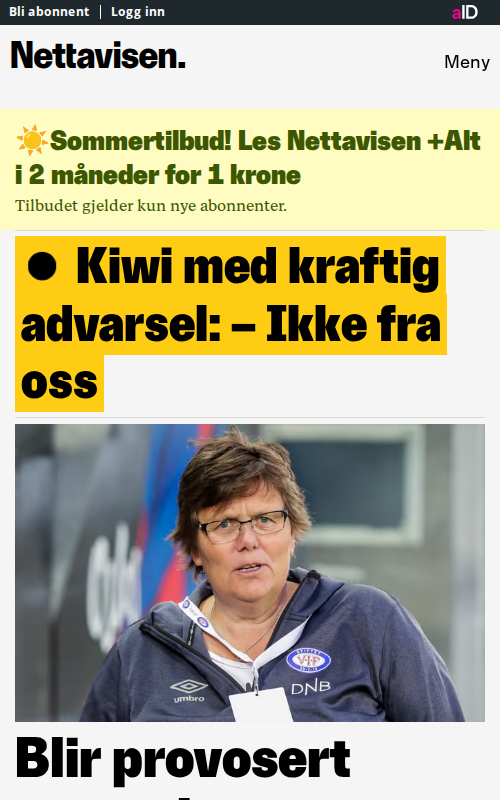 Bli abonnent | Logg inn
aID
Nettavisen.
Meny
☀️Sommertilbud! Les Nettavisen +Alt
i 2 måneder for 1 krone
Tilbudet gjelder kun nye abonnenter.
● Kiwi med kraftig
advarsel: – Ikke fra
oss
umbro
VIF
DNB
Blir provosert